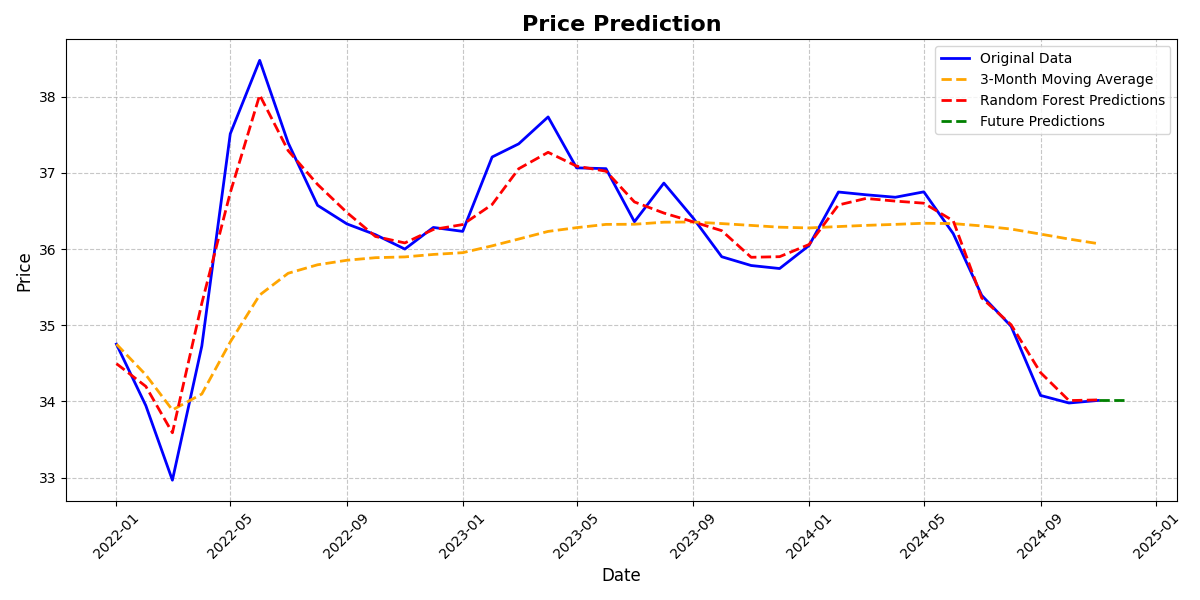 Price Prediction
Original Data
3-Month Moving Average
Random Forest Predictions
Future Predictions
Price
38
37
36
35
34
33
2022-01
2022-05
2022-09
2023-01
2023-05
2023-09
2024-01
2024-05
2024-09
2025-01
Date